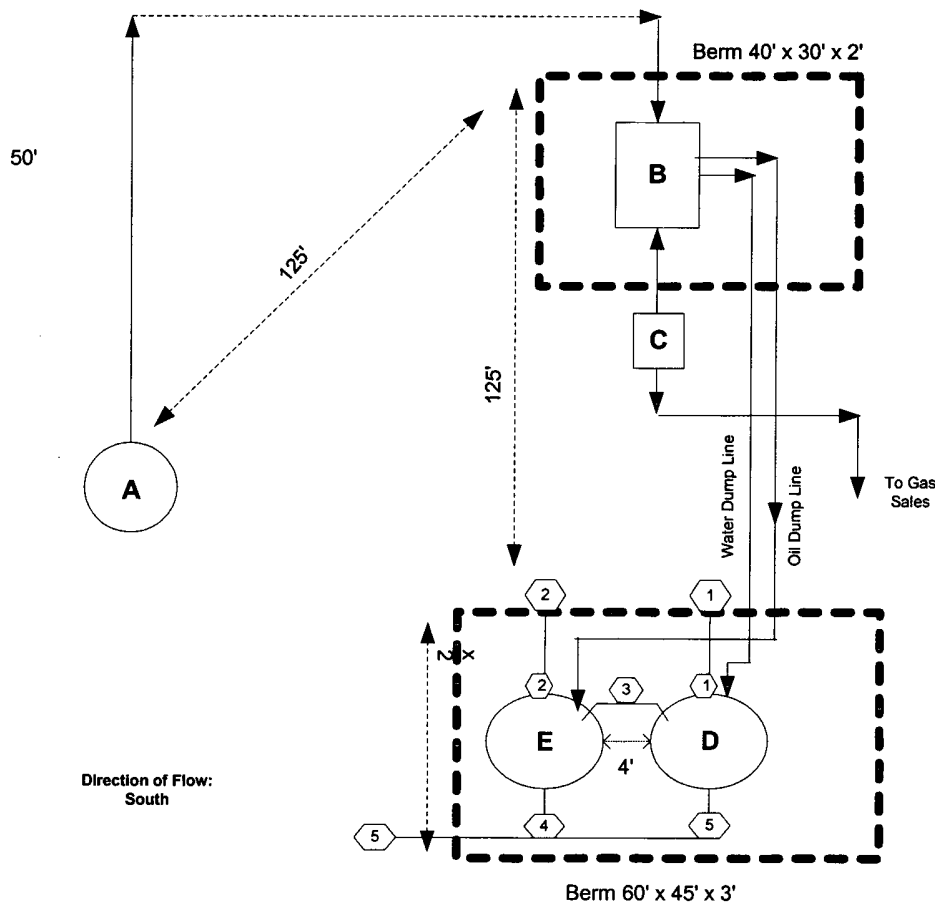 Berm 40' x 30' x 2'
50'
B
125'
C
125'
A
Water Dump Line
Oil Dump Line
To Gas
Sales
2
1
x 2
2
3
1
E
D
4'
Direction of Flow:
South
4
5
5
Berm 60' x 45' x 3'